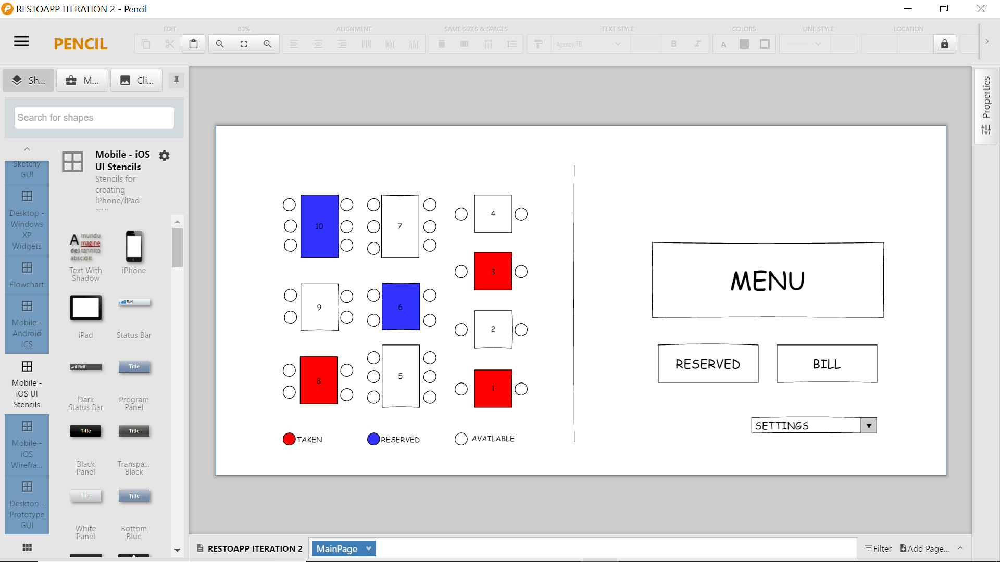 RESTOAPP ITERATION 2 - Pencil
EDIT
80%
ALIGNMENT
SAME SIZES & SPACES
TEXT STYLE
COLORS
LINE STYLE
LOCATION
PENCIL
Agency FB
B
I
A
Sh...
M...
Cli...
Search for shapes
Properties
Sketchy
GUI
Desktop -
Windows
XP
Widgets
Flowchart
Mobile -
Android
ICS
Mobile -
iOS UI
Stencils
Mobile -
iOS
Wirefra...
Desktop -
Prototype
GUI
Mobile - iOS
UI Stencils
Stencils for
creating
iPhone/iPad
A mundu
magine
del tannito
abscidit
Text With
Shadow
iPhone
iPad
Bell
Status Bar
Bell
Dark
Status Bar
Title
Program
Panel
Title
Black
Panel
Title
Transpa...
Black
Title
White
Panel
Title
Bottom
Blue
10
7
4
3
9
6
2
8
5
1
TAKEN
RESERVED
AVAILABLE
MENU
RESERVED
BILL
SETTINGS
RESTOAPP ITERATION 2
MainPage
Filter
Add Page...